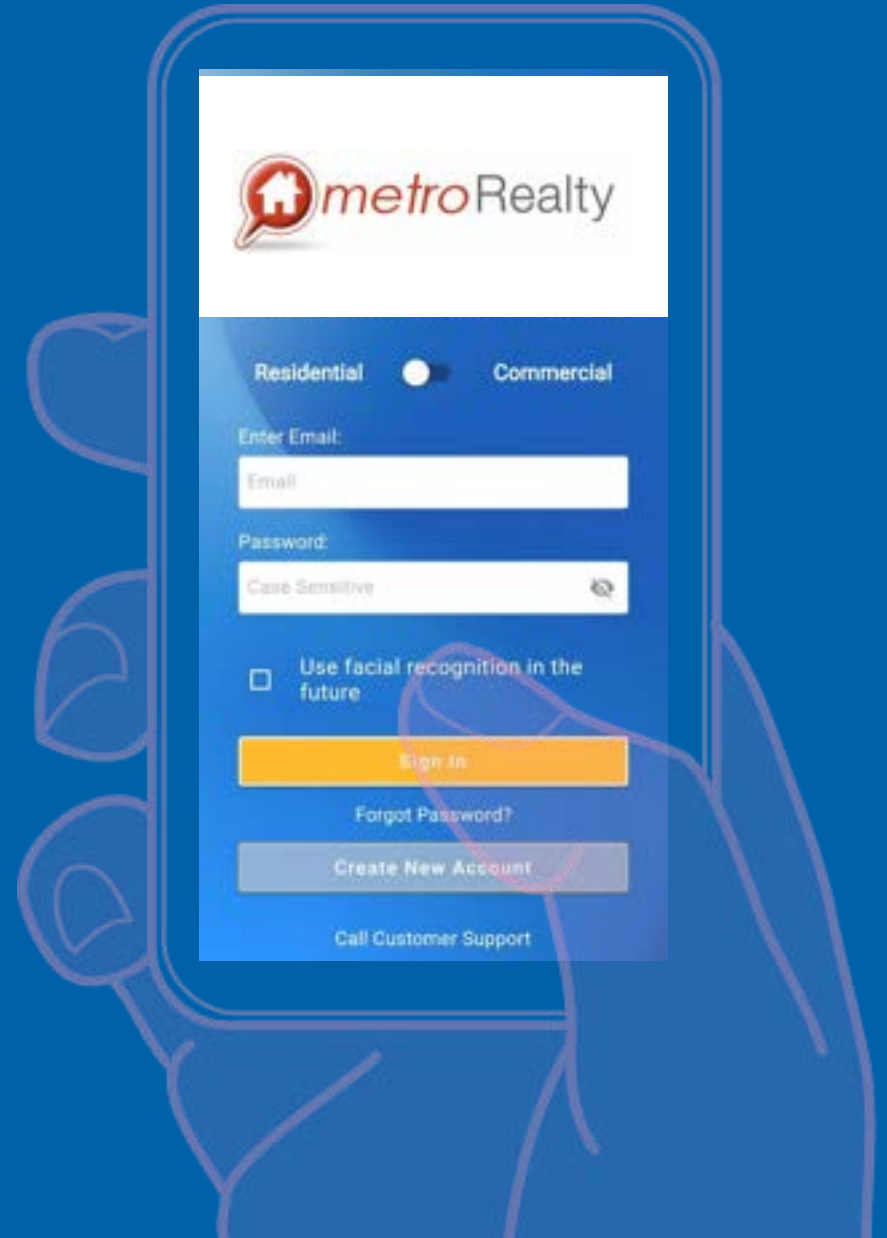 metroRealty
Residential Commercial
Enter Email:
Email
Password:
Case Sensitive
Use facial recognition in the
future
Sign In
Forgot Password?
Create New Account
Call Customer Support